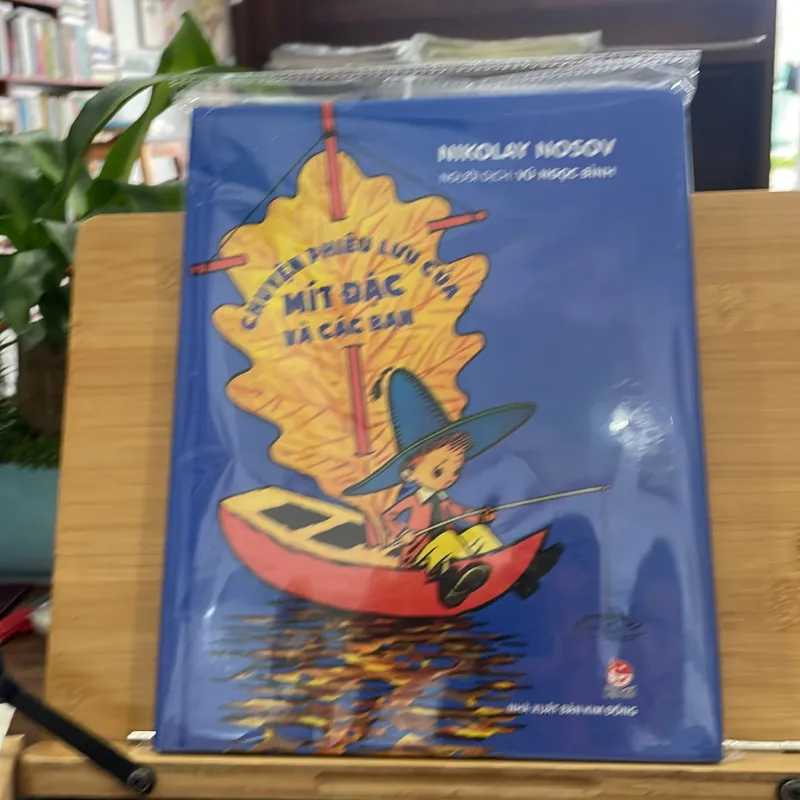 NIKOLAY NOSOV
NGƯỜI DỊCH VŨ NGỌC BÌNH
CHUYỆN PHIÊU LƯU CỦA
MÍT ĐẶC
VÀ CÁC BẠN
NHÀ XUẤT BẢN KIM ĐỒNG